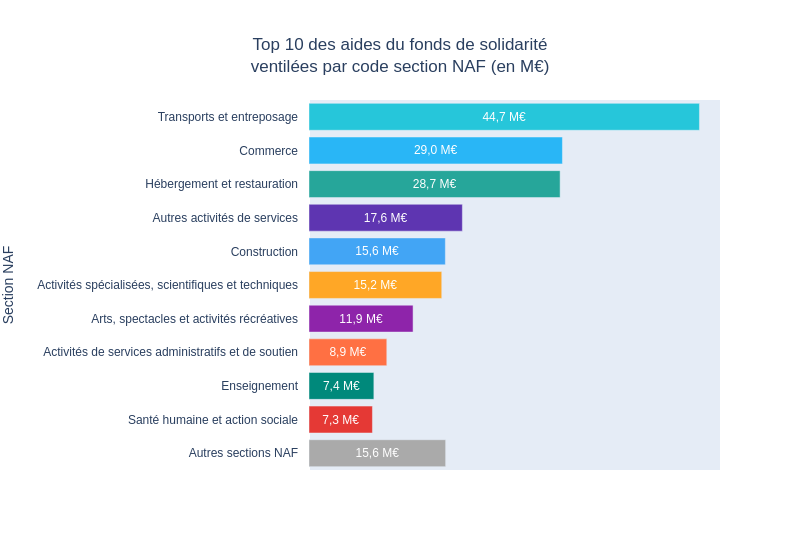 Top 10 des aides du fonds de solidarité
ventilées par code section NAF (en M€)
Section NAF
Transports et entreposage 44,7 M€
Commerce 29,0 M€
Hébergement et restauration 28,7 M€
Autres activités de services 17,6 M€
Construction 15,6 M€
Activités spécialisées, scientifiques et techniques 15,2 M€
Arts, spectacles et activités récréatives 11,9 M€
Activités de services administratifs et de soutien 8,9 M€
Enseignement 7,4 M€
Santé humaine et action sociale 7,3 M€
Autres sections NAF 15,6 M€